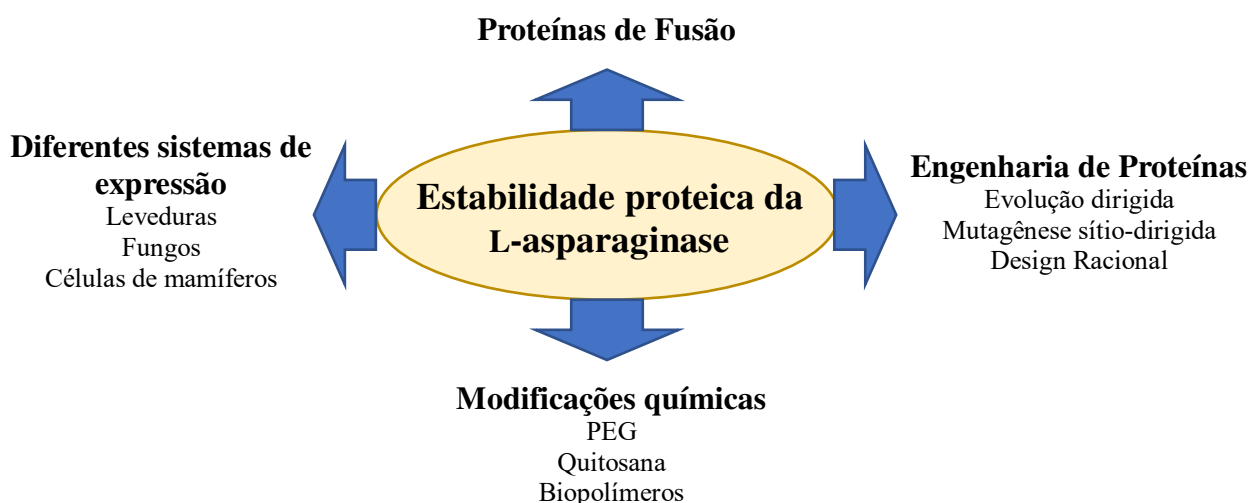 Proteínas de Fusão
Diferentes sistemas de
expressão
Leveduras
Fungos
Células de mamíferos
Estabilidade proteica da
L-asparaginase
Engenharia de Proteínas
Evolução dirigida
Mutagênese sítio-dirigida
Design Racional
Modificações químicas
PEG
Quitosana
Biopolímeros